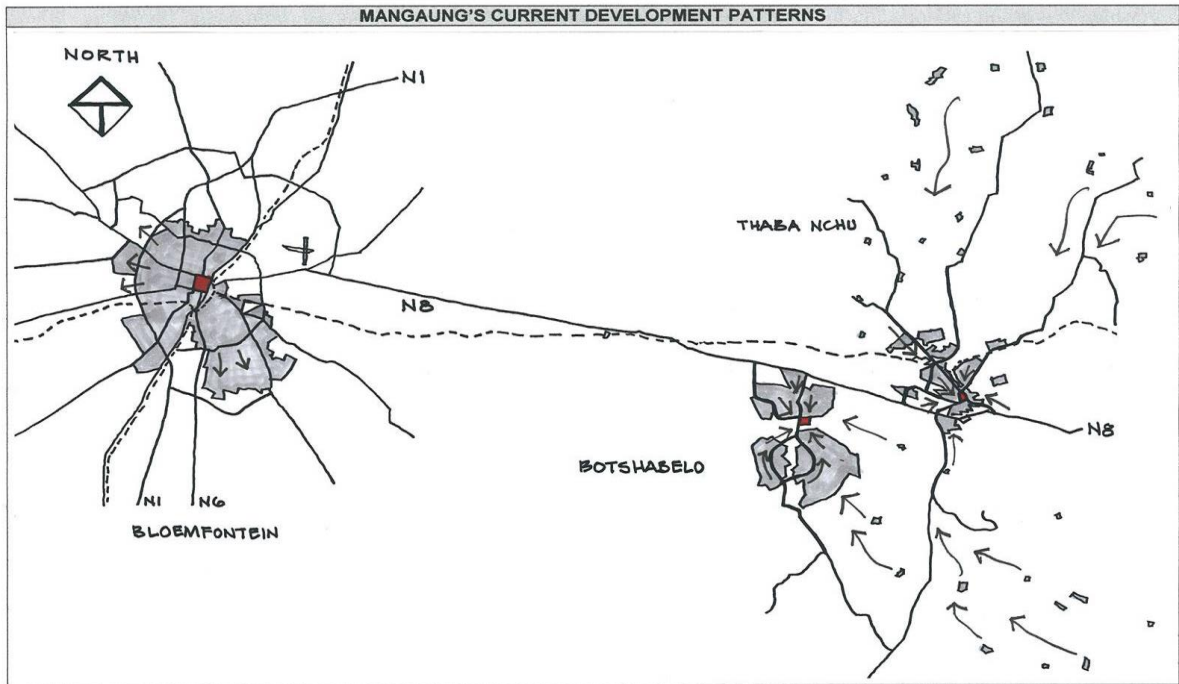 MANGAUNG'S CURRENT DEVELOPMENT PATTERNS
NORTH
N1
THABA NCHU
N8
N8
BOTSHABELO
N1
N6
BLOEMFONTEIN